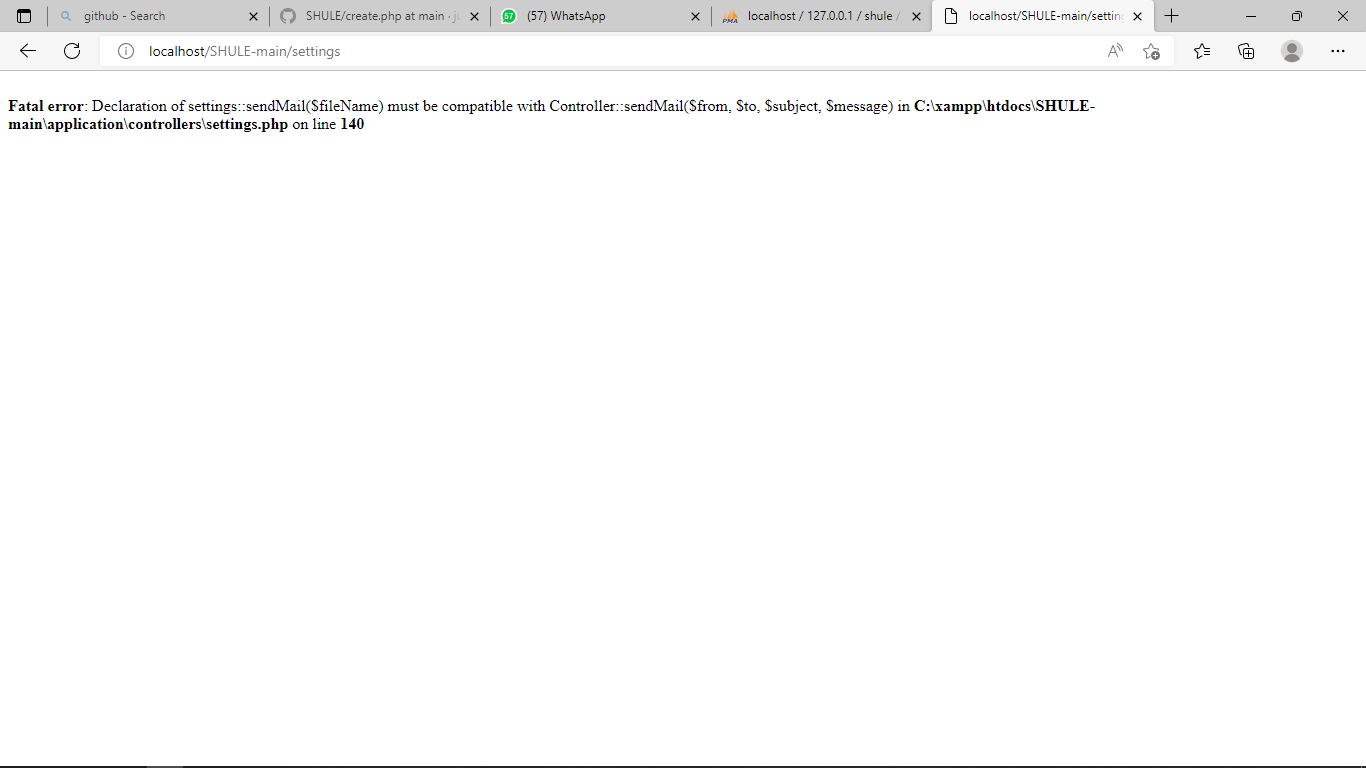 github - Search
SHULE/create.php at main · ju
57
(57) WhatsApp
PMA
localhost / 127.0.0.1 / shule /
localhost/SHULE-main/setting
localhost/SHULE-main/settings
Fatal error: Declaration of settings::sendMail($fileName) must be compatible with Controller::sendMail($from, $to, $subject, $message) in C:\xampp\htdocs\SHULE-
main\application\controllers\settings.php on line 140